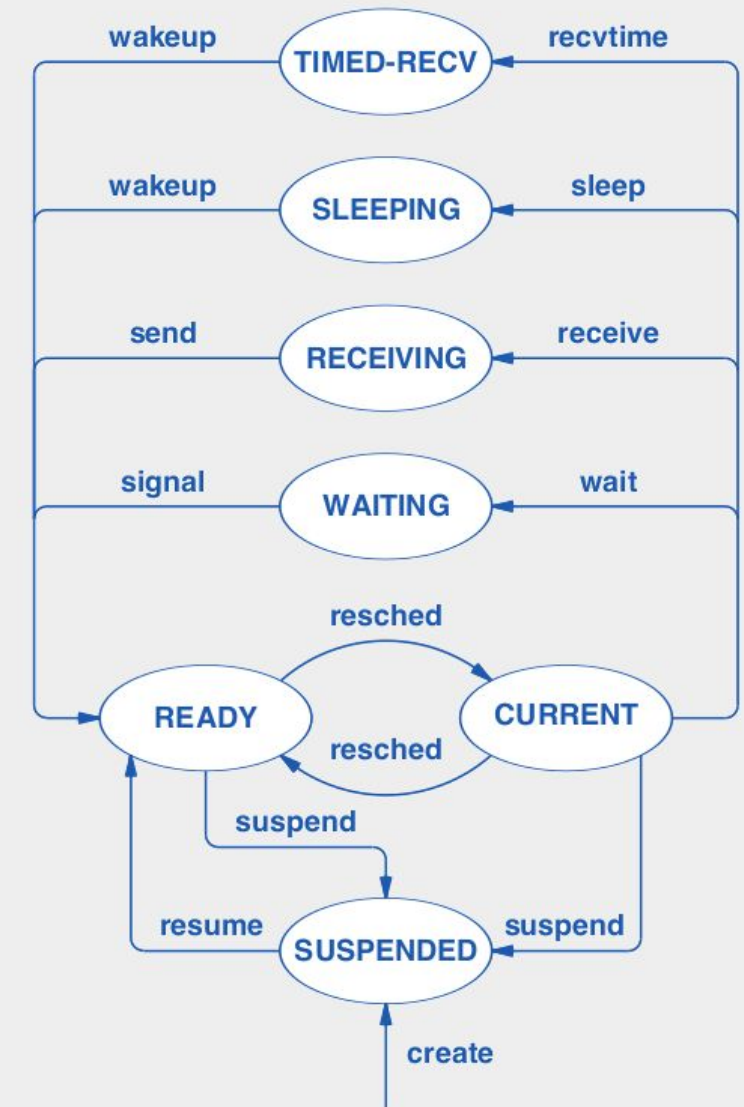 wakeup
TIMED-RECV
recvtime
wakeup
SLEEPING
sleep
send
RECEIVING
receive
signal
WAITING
wait
resched
READY
CURRENT
resched
suspend
resume
SUSPENDED
suspend
create